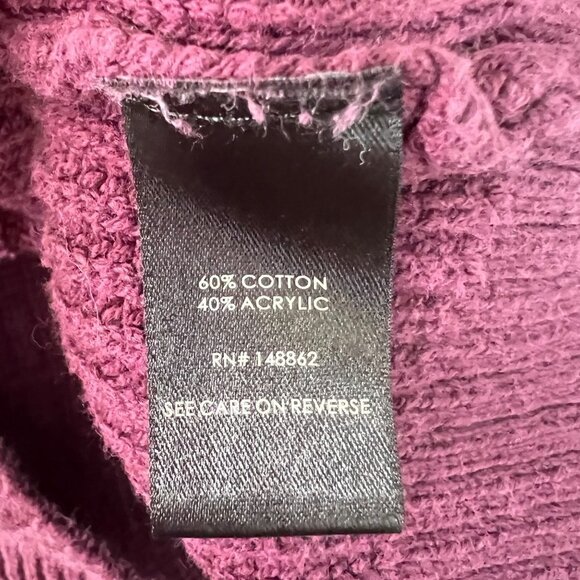 60% COTTON
40% ACRYLIC
RN# 148862
SEE CARE ON REVERSE